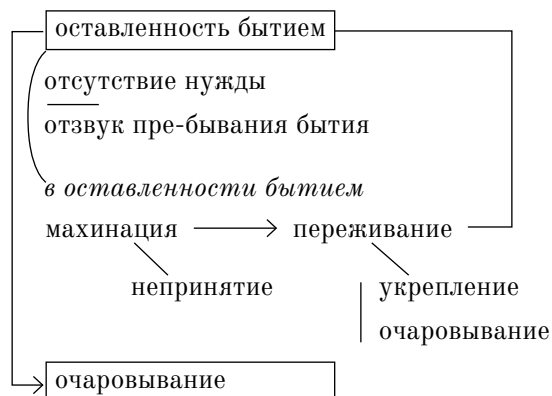 оставленность бытием
отсутствие нужды
отзвук пре-бывания бытия
в оставленности бытием
махинация переживание
непринятие укрепление
очаровывание
очаровывание